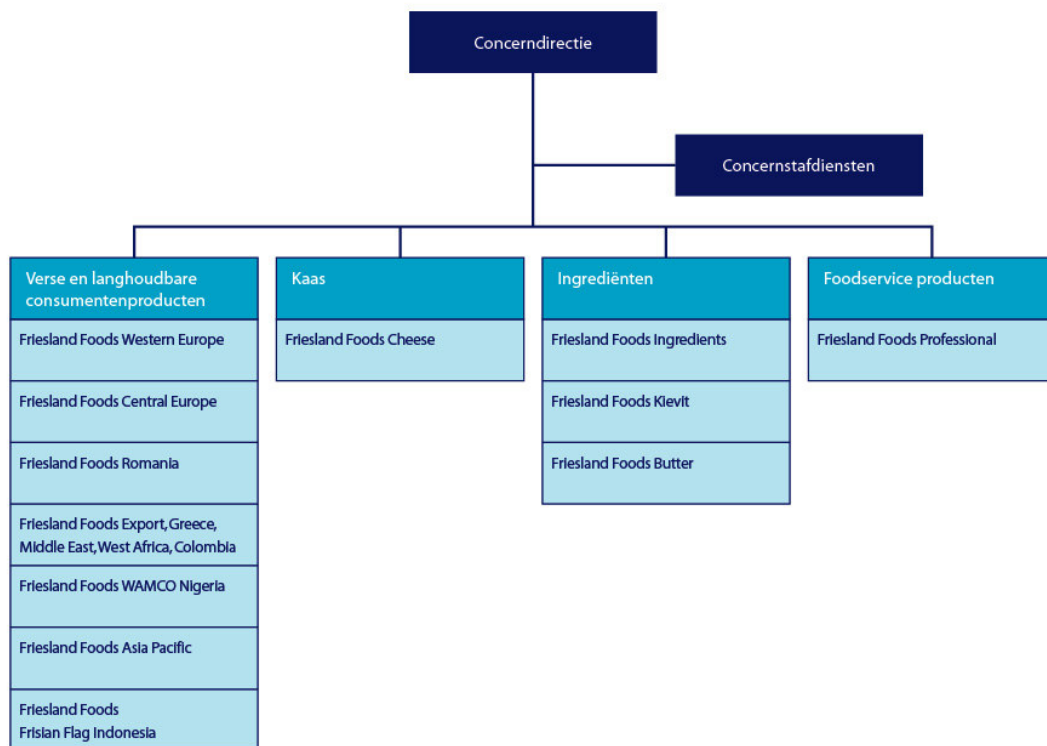 Concerndirectie
Concernstafdiensten
Verse en langhoudbare
consumentenproducten
Friesland Foods Western Europe
Friesland Foods Central Europe
Friesland Foods Romania
Friesland Foods Export, Greece,
Middle East, West Africa, Colombia
Friesland Foods WAMCO Nigeria
Friesland Foods Asia Pacific
Friesland Foods
Frisian Flag Indonesia
Kaas
Friesland Foods Cheese
Ingrediënten
Friesland Foods Ingredients
Friesland Foods Kievit
Friesland Foods Butter
Foodservice producten
Friesland Foods Professional